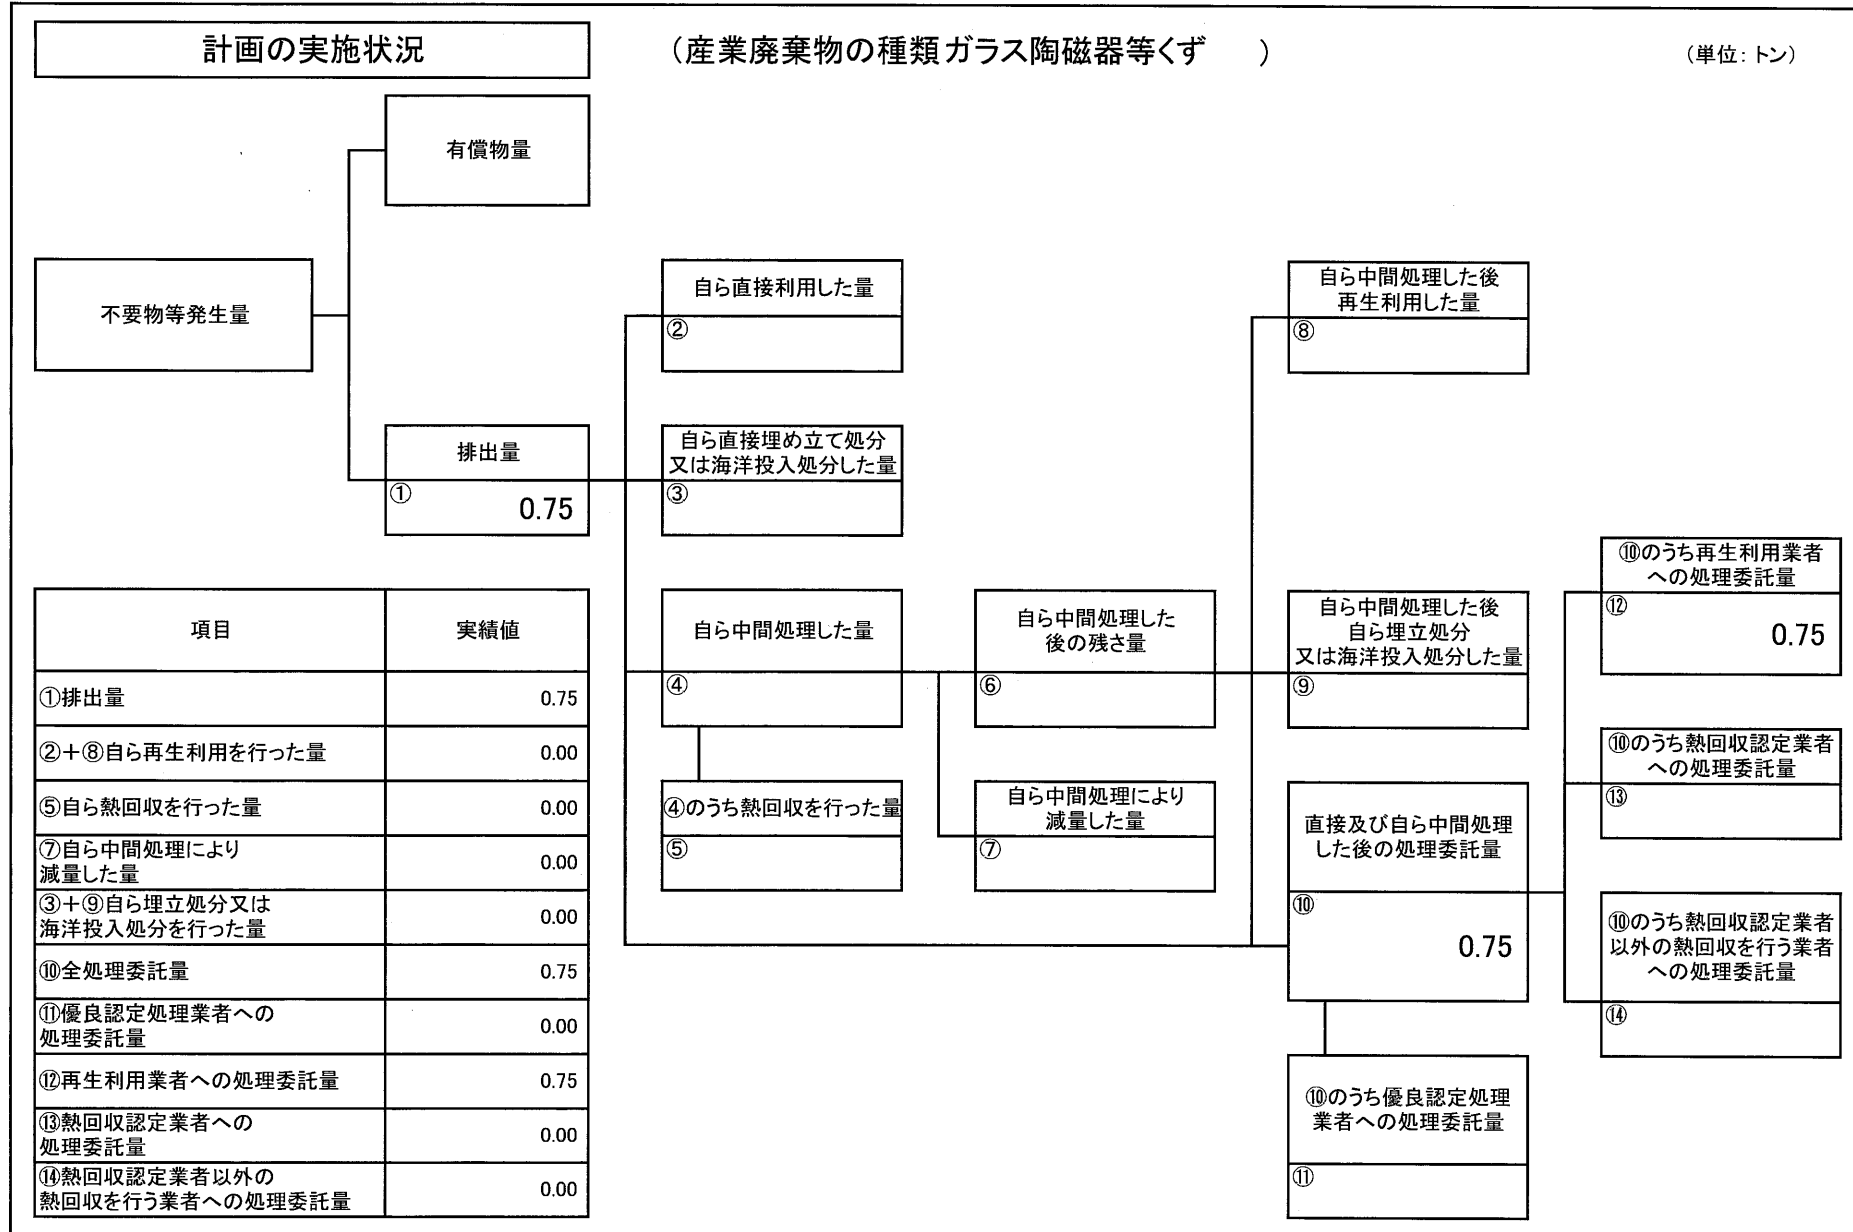 計画の実施状況
（産業廃棄物の種類 ガラス陶磁器等くず　　）
（単位：トン）
有償物量
不要物等発生量
自ら直接利用した量
②
自ら中間処理した後
再生利用した量
⑧
排出量
①
0.75
自ら直接埋め立て処分
又は海洋投入処分した量
③
⑩のうち再生利用業者
への処理委託量
⑫
0.75
自ら中間処理した量
④
自ら中間処理した
後の残さ量
⑥
自ら中間処理した後
自ら埋立処分
又は海洋投入処分した量
⑨
⑩のうち熱回収認定業者
への処理委託量
⑬
④のうち熱回収を行った量
⑤
自ら中間処理により
減量した量
⑦
直接及び自ら中間処理
した後の処理委託量
⑩
0.75
⑩のうち熱回収認定業者
以外の熱回収を行う業者
への処理委託量
⑭
⑩のうち優良認定処理
業者への処理委託量
⑪
項目 実績値
①排出量 0.75
②＋⑧自ら再生利用を行った量 0.00
⑤自ら熱回収を行った量 0.00
⑦自ら中間処理により
減量した量 0.00
③＋⑨自ら埋立処分又は
海洋投入処分を行った量 0.00
⑩全処理委託量 0.75
⑪優良認定処理業者への
処理委託量 0.00
⑫再生利用業者への処理委託量 0.75
⑬熱回収認定業者への
処理委託量 0.00
⑭熱回収認定業者以外の
熱回収を行う業者への処理委託量 0.00